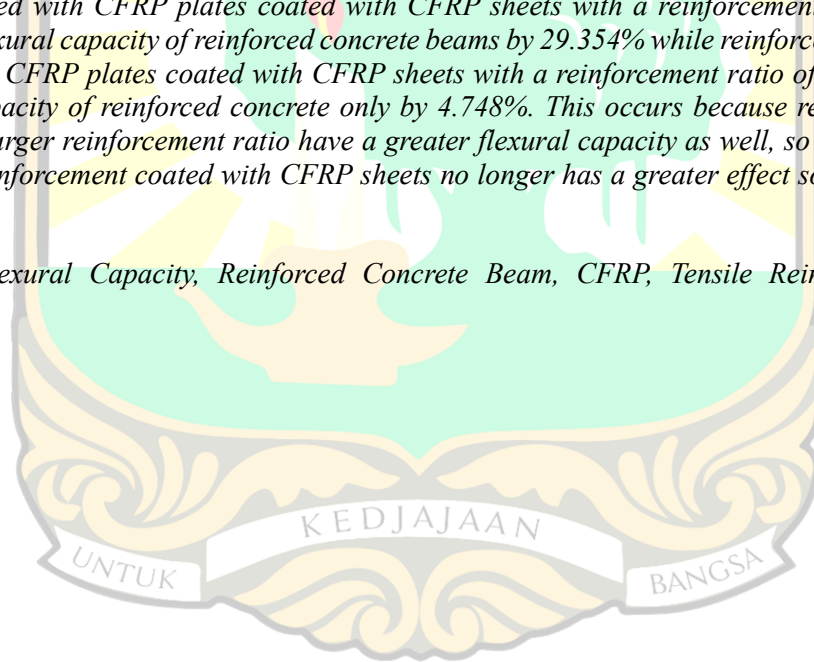 ed with CFRP plates coated with CFRP sheets with a reinforcement
xural capacity of reinforced concrete beams by 29.354% while reinforc
CFRP plates coated with CFRP sheets with a reinforcement ratio of
pacity of reinforced concrete only by 4.748%. This occurs because re
arger reinforcement ratio have a greater flexural capacity as well, so
inforcement coated with CFRP sheets no longer has a greater effect so
exural Capacity, Reinforced Concrete Beam, CFRP, Tensile Rein
KEDJAJAAN
UNTUK
BANGSA